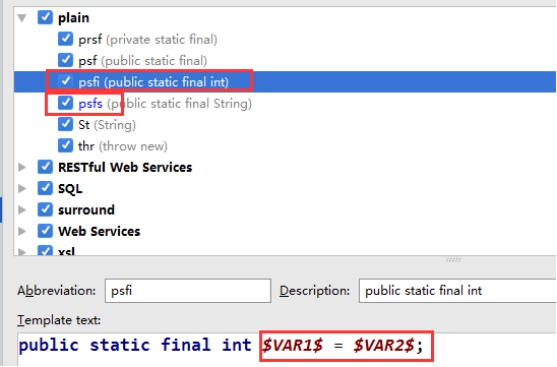 plain
prsf (private static final)
psf (public static final)
psfi (public static final int)
psfs (public static final String)
St (String)
thr (throw new)
RESTful Web Services
SQL
surround
Web Services
xsl
Abbreviation: psfi Description: public static final int
Template text:
public static final int $VAR1$ = $VAR2$;